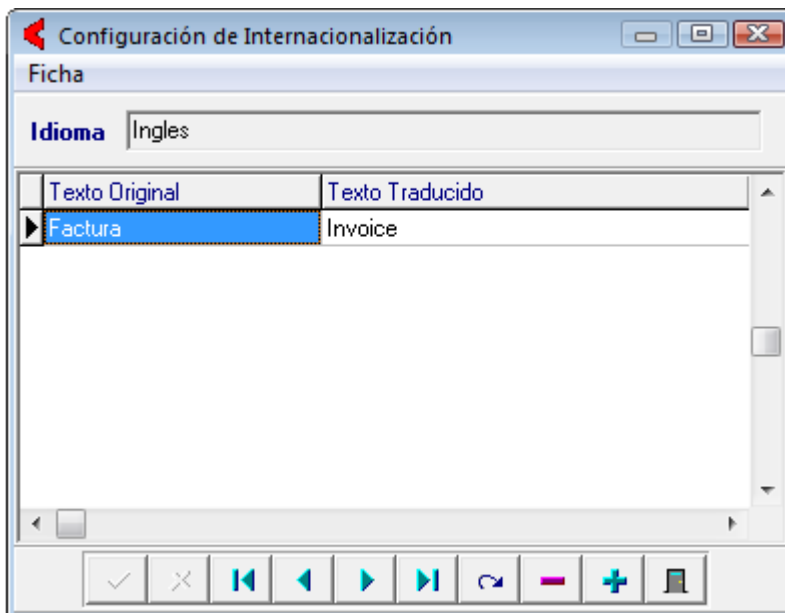 Configuración de Internacionalización
Ficha
Idioma Ingles
Texto Original Texto Traducido
Factura Invoice